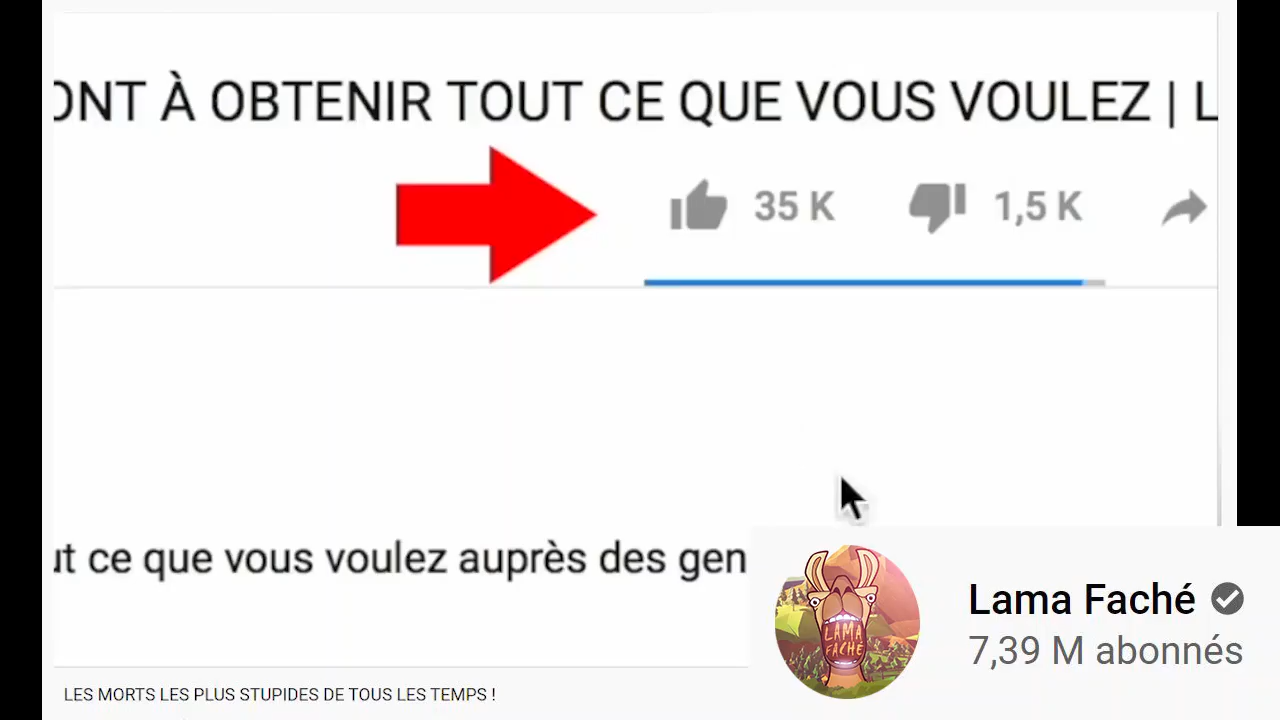 ONT À OBTENIR TOUT CE QUE VOUS VOULEZ | L
35 K 1,5 K
ut ce que vous voulez auprès des gen
LAMA
FACHÉ
Lama Faché
7,39 M abonnés
LES MORTS LES PLUS STUPIDES DE TOUS LES TEMPS !